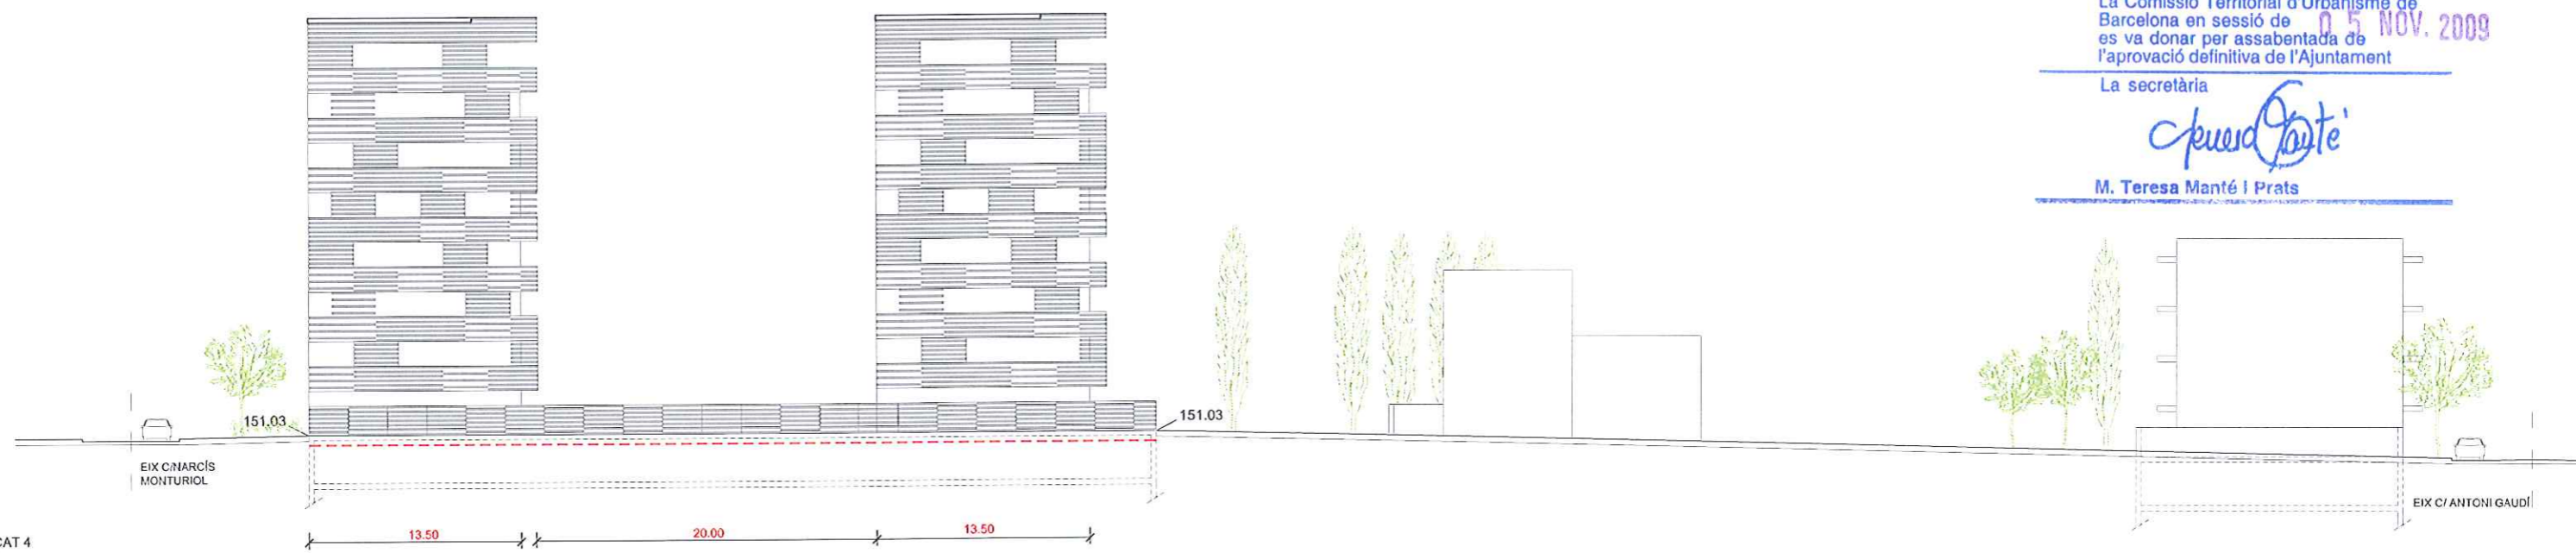 La Comissió Territorial d'Urbanisme de
Barcelona en sessió de 05 NOV. 2009
es va donar per assabentada de
l'aprovació definitiva de l'Ajuntament
La secretària
M. Teresa Manté i Prats
151.03
151.03
EIX C/NARCÍS
MONTURIOL
EIX C/ ANTONI GAUDÍ
13.50
20.00
13.50
CAT 4